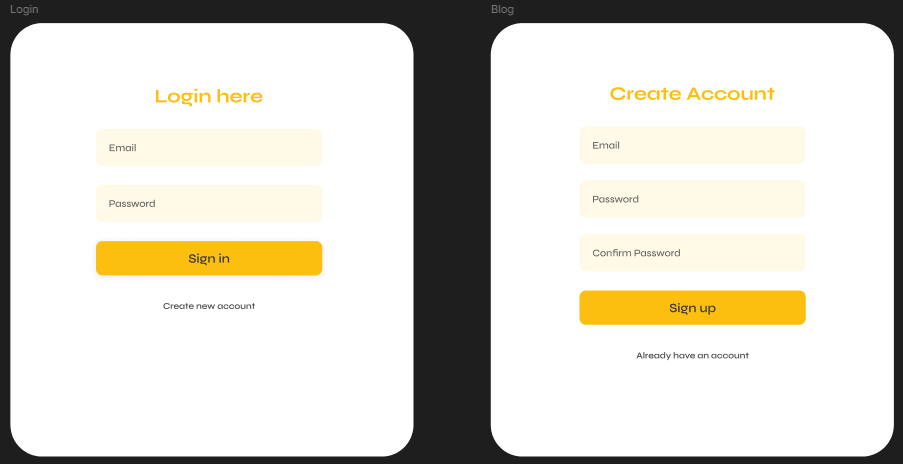 Login
Login here
Email
Password
Sign in
Create new account
Blog
Create Account
Email
Password
Confirm Password
Sign up
Already have an account